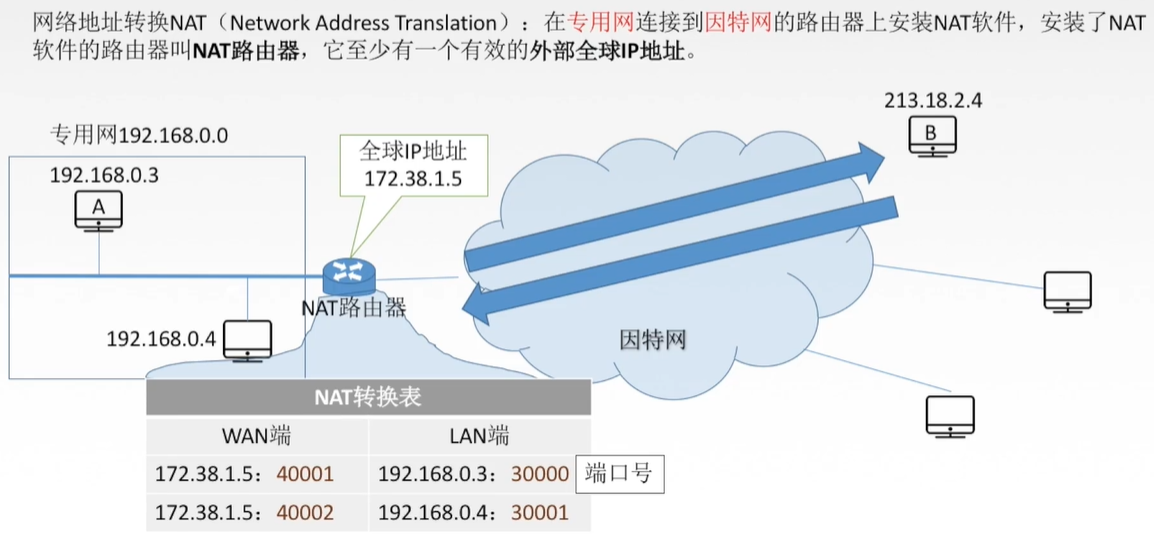 网络地址转换NAT（Network Address Translation）：在专用网连接到因特网的路由器上安装NAT软件，安装了NAT
软件的路由器叫NAT路由器，它至少有一个有效的外部全球IP地址。
213.18.2.4
B
专用网192.168.0.0
全球IP地址
172.38.1.5
192.168.0.3
A
NAT路由器
192.168.0.4
因特网
NAT转换表
WAN端 LAN端
172.38.1.5：40001 192.168.0.3：30000 端口号
172.38.1.5：40002 192.168.0.4：30001